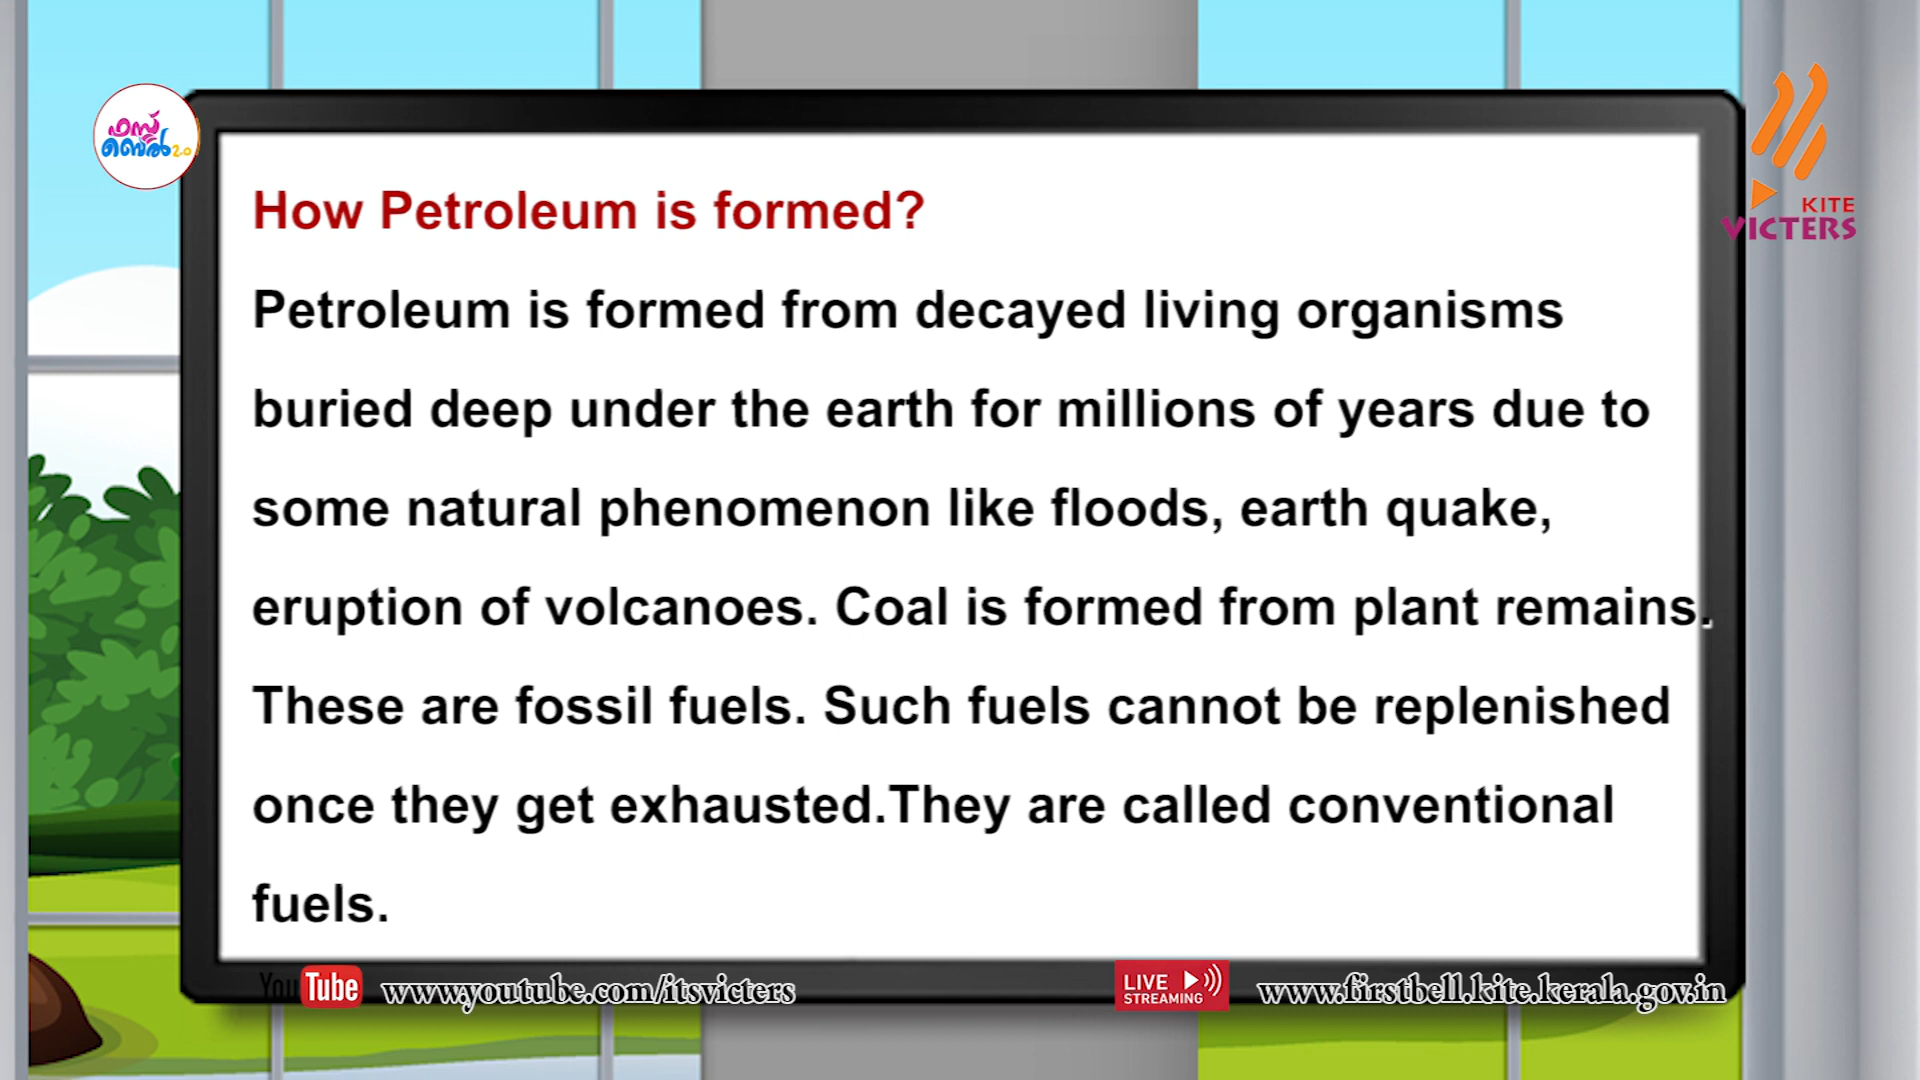 ഫസ്റ്റ്
ബെൽ 2.0
KITE
VICTERS
How Petroleum is formed?
Petroleum is formed from decayed living organisms
buried deep under the earth for millions of years due to
some natural phenomenon like floods, earth quake,
eruption of volcanoes. Coal is formed from plant remains.
These are fossil fuels. Such fuels cannot be replenished
once they get exhausted.They are called conventional
fuels.
YouTube www.youtube.com/itsvicters
LIVE STREAMING www.firstbell.kite.kerala.gov.in